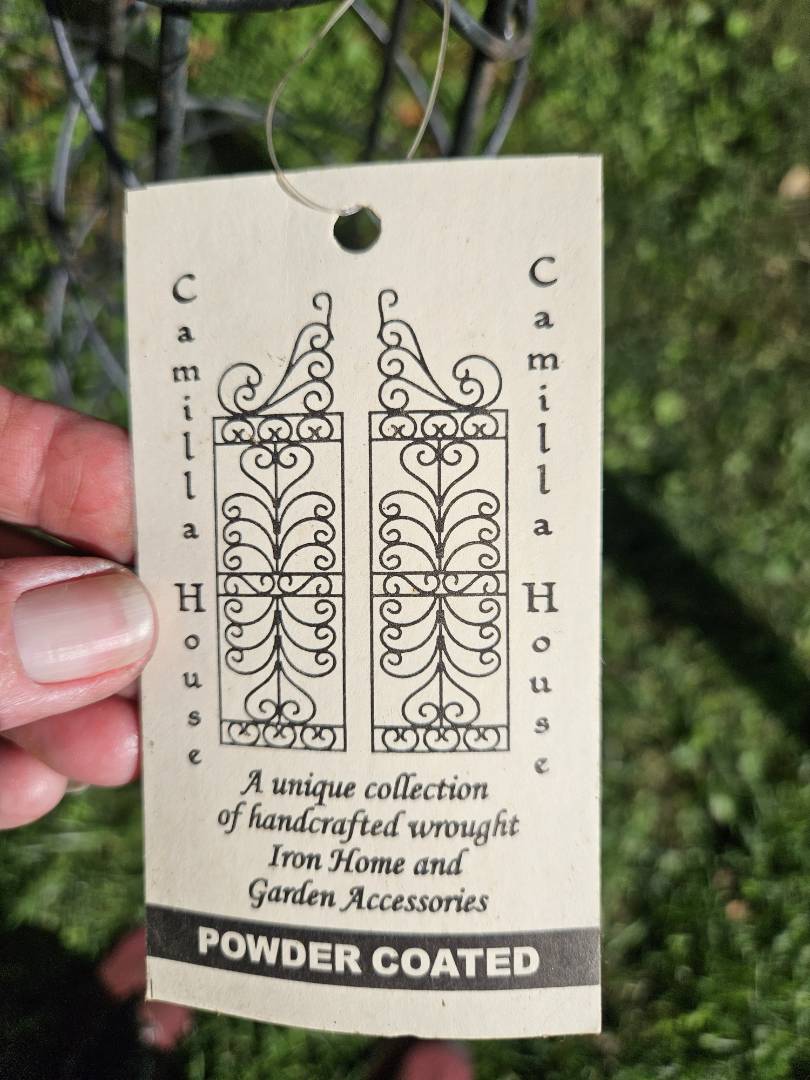 Camilla House
Camilla House
A unique collection
of handcrafted wrought
Iron Home and
Garden Accessories
POWDER COATED